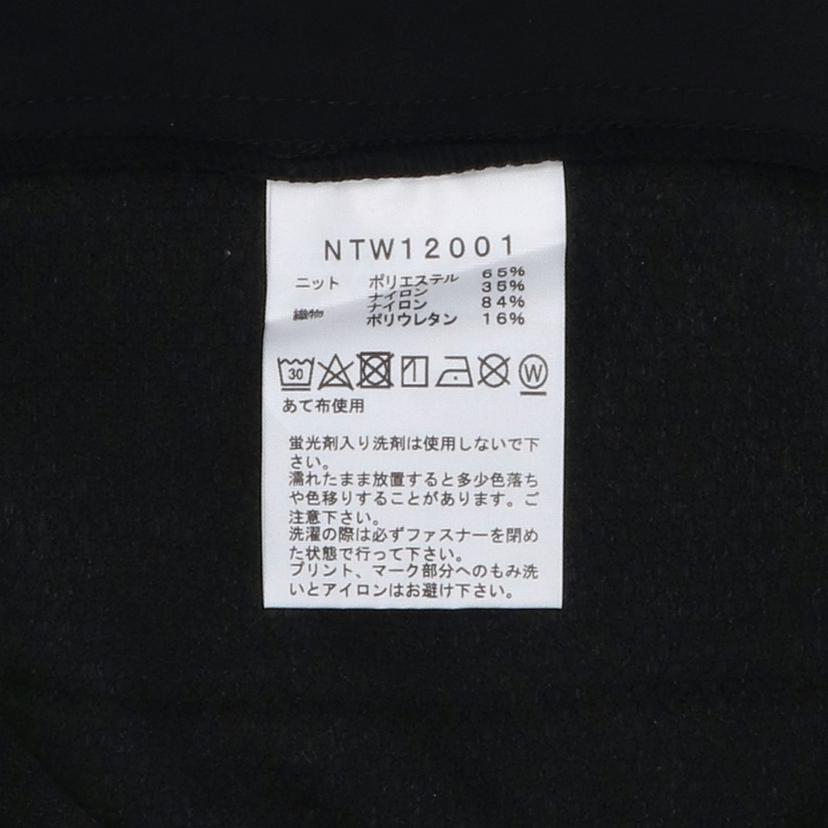 NTW12001
ニット ポリエステル 65%
ナイロン 35%
織物 ナイロン 84%
ポリウレタン 16%
30 W
あて布使用
蛍光剤入り洗剤は使用しないで下
さい。
濡れたまま放置すると多少色落ち
や色移りすることがあります。ご
注意下さい。
洗濯の際は必ずファスナーを閉め
た状態で行って下さい。
プリント、マーク部分へのもみ洗
いとアイロンはお避け下さい。